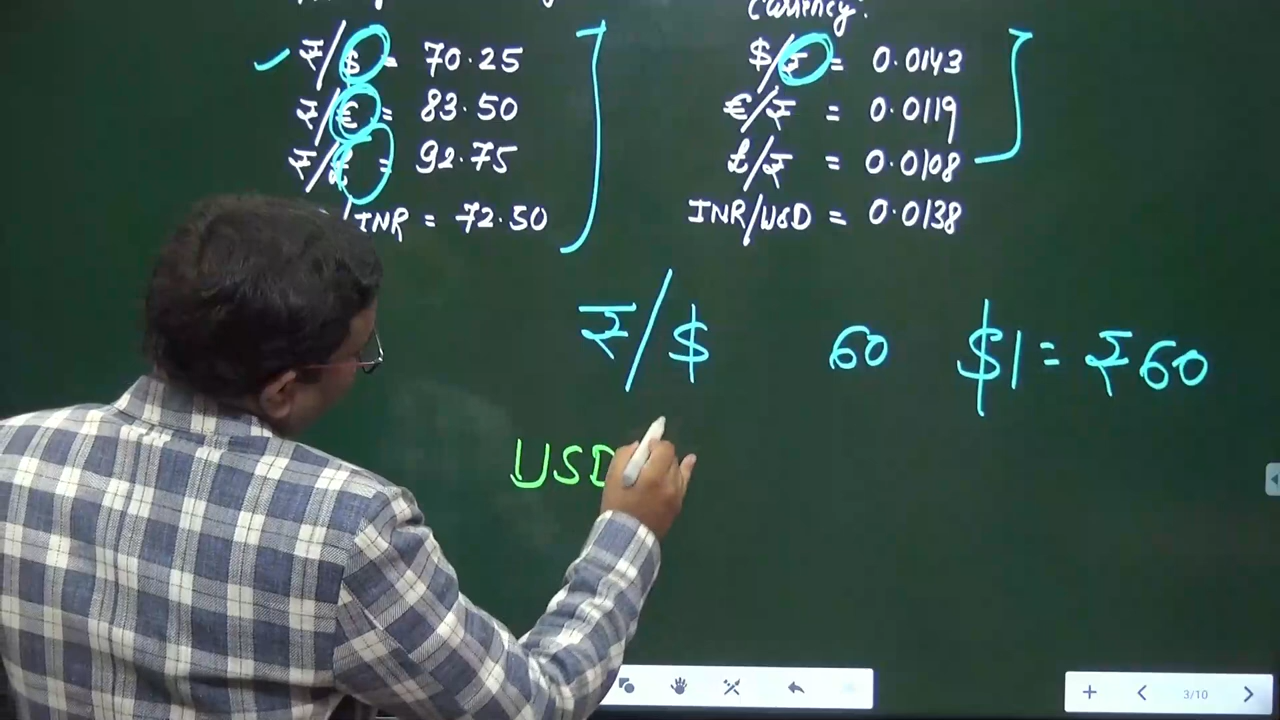 Currency:
₹/$ = 70.25
₹/€ = 83.50
₹/£ = 92.75
/INR = 72.50
$/₹ = 0.0143
€/₹ = 0.0119
£/₹ = 0.0108
INR/USD = 0.0138
₹/$ 60 $1 = ₹60
USD
3/10